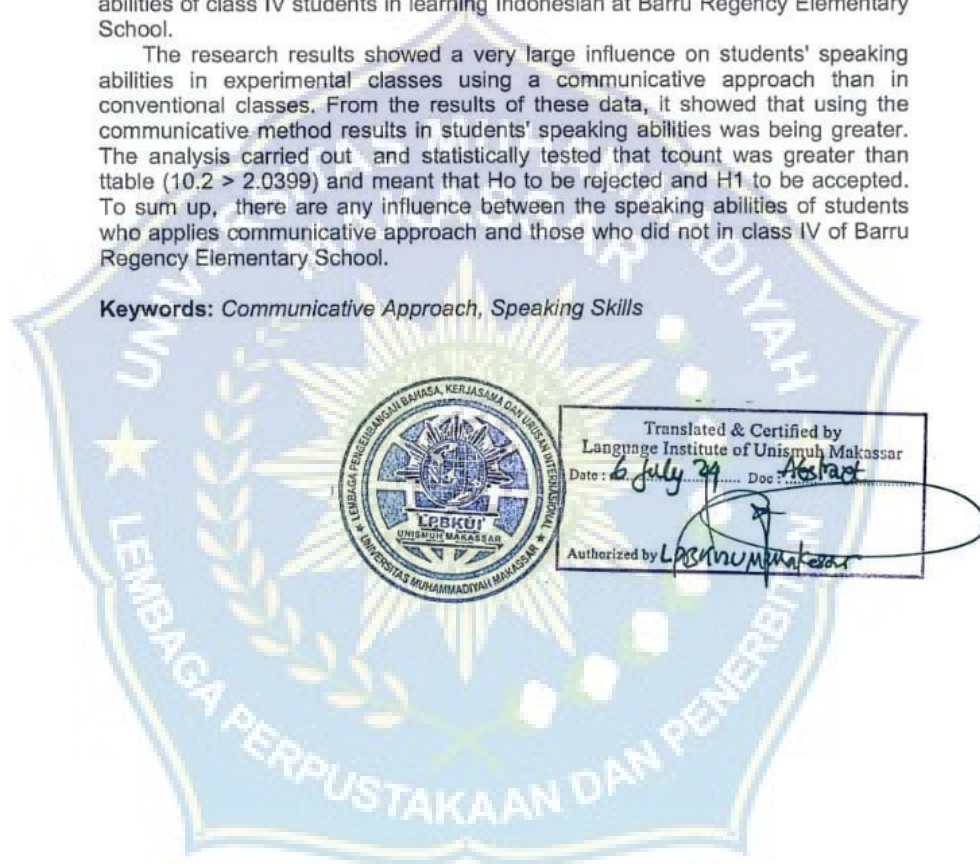 abilities of class IV students in learning Indonesian at Barru Regency Elementary
School.
The research results showed a very large influence on students' speaking
abilities in experimental classes using a communicative approach than in
conventional classes. From the results of these data, it showed that using the
communicative method results in students' speaking abilities was being greater.
The analysis carried out and statistically tested that tcount was greater than
ttable (10.2 > 2.0399) and meant that Ho to be rejected and H1 to be accepted.
To sum up, there are any influence between the speaking abilities of students
who applies communicative approach and those who did not in class IV of Barru
Regency Elementary School.
Keywords: Communicative Approach, Speaking Skills
UNIVERSITAS MUHAMMADIYAH
MAKASSAR
LEMBAGA PERPUSTAKAAN DAN PENERBITAN
LEMBAGA PENGEMBANGAN BAHASA, KERJASAMA DAN URUSAN INTERNASIONAL
LPBKUI
UNISMUH MAKASSAR
UNIVERSITAS MUHAMMADIYAH MAKASSAR
Translated & Certified by
Language Institute of Unismuh Makassar
Date : 6 July 24 Doc : Abstract
Authorized by